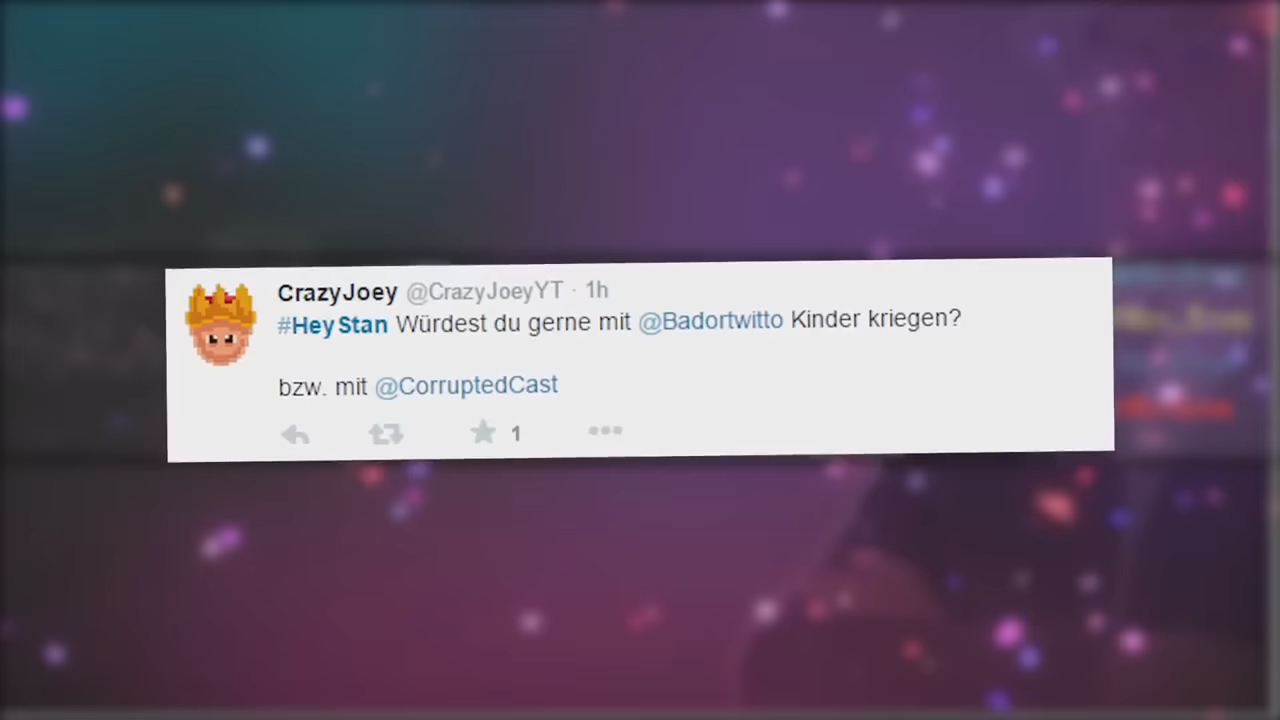 CrazyJoey @CrazyJoeyYT · 1h
#HeyStan Würdest du gerne mit @Badortwitto Kinder kriegen?
bzw. mit @CorruptedCast
1